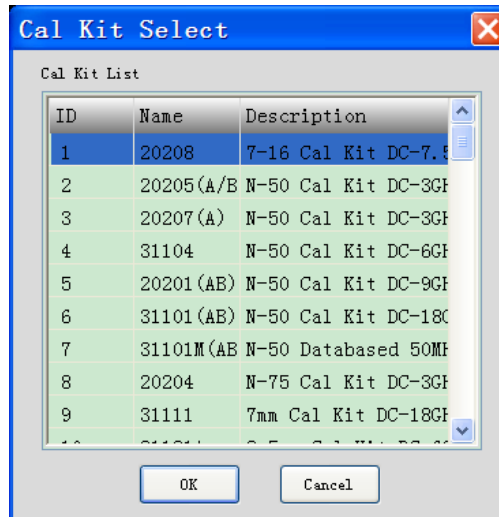 Cal Kit Select
Cal Kit List
ID Name Description
1 20208 7-16 Cal Kit DC-7.5
2 20205(A/B N-50 Cal Kit DC-3GH
3 20207(A) N-50 Cal Kit DC-3GH
4 31104 N-50 Cal Kit DC-6GH
5 20201(AB) N-50 Cal Kit DC-9GH
6 31101(AB) N-50 Cal Kit DC-18G
7 31101M(AB N-50 Databased 50MH
8 20204 N-75 Cal Kit DC-3GH
9 31111 7mm Cal Kit DC-18GH
OK Cancel